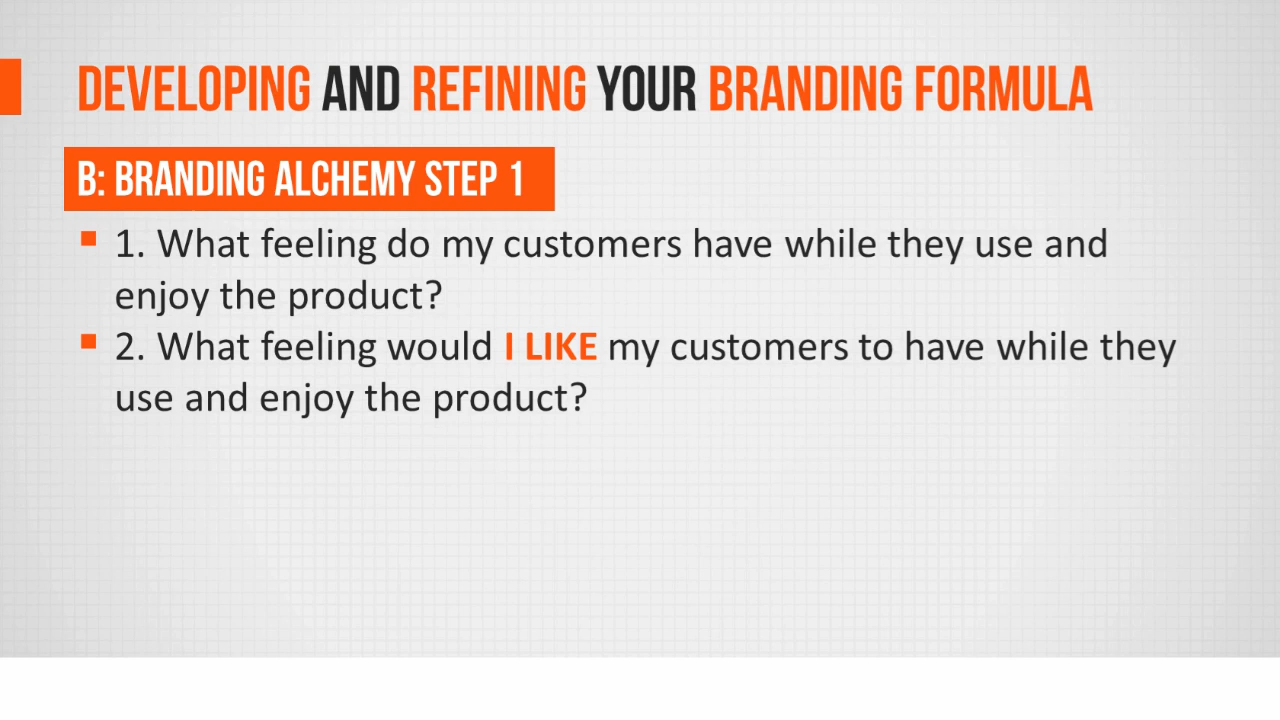 DEVELOPING AND REFINING YOUR BRANDING FORMULA
B: BRANDING ALCHEMY STEP 1
1. What feeling do my customers have while they use and
enjoy the product?
2. What feeling would I LIKE my customers to have while they
use and enjoy the product?